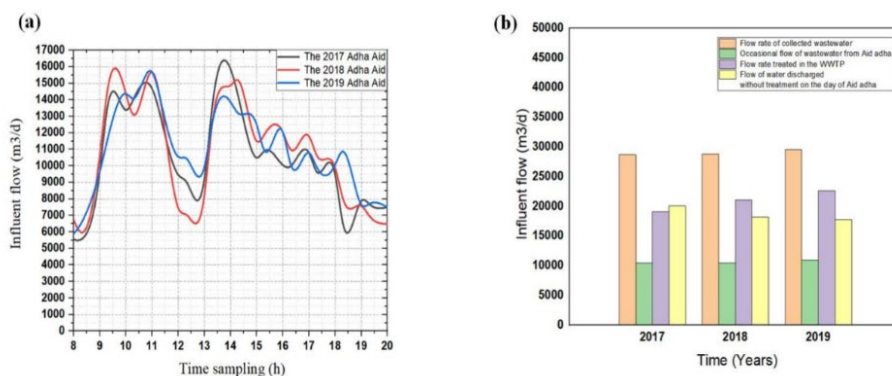 (a)
17000
16000
15000
14000
13000
12000
11000
10000
9000
8000
7000
6000
5000
4000
3000
2000
1000
0
Influent flow (m3/d)
The 2017 Adha Aid
The 2018 Adha Aid
The 2019 Adha Aid
8 9 10 11 12 13 14 15 16 17 18 19 20
Time sampling (h)
(b)
50000
45000
40000
35000
30000
25000
20000
15000
10000
5000
0
Influent flow (m3/d)
Flow rate of collected wastewater
Occasional flow of wastewater from Aid adha
Flow rate treated in the WWTP
Flow of water discharged
without treatment on the day of Aid adha
2017 2018 2019
Time (Years)